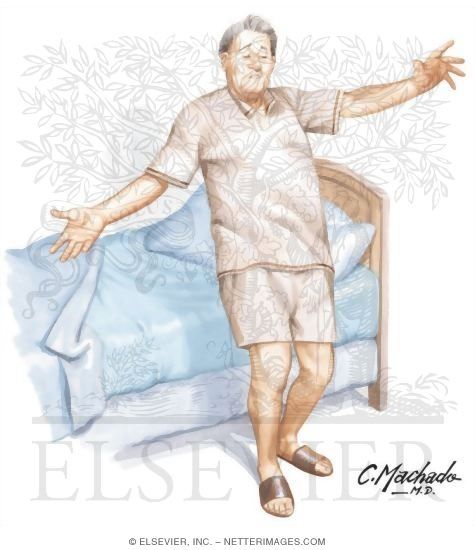 ELSEVIER
C. Machado
M.D.
© ELSEVIER, INC. – NETTERIMAGES.COM